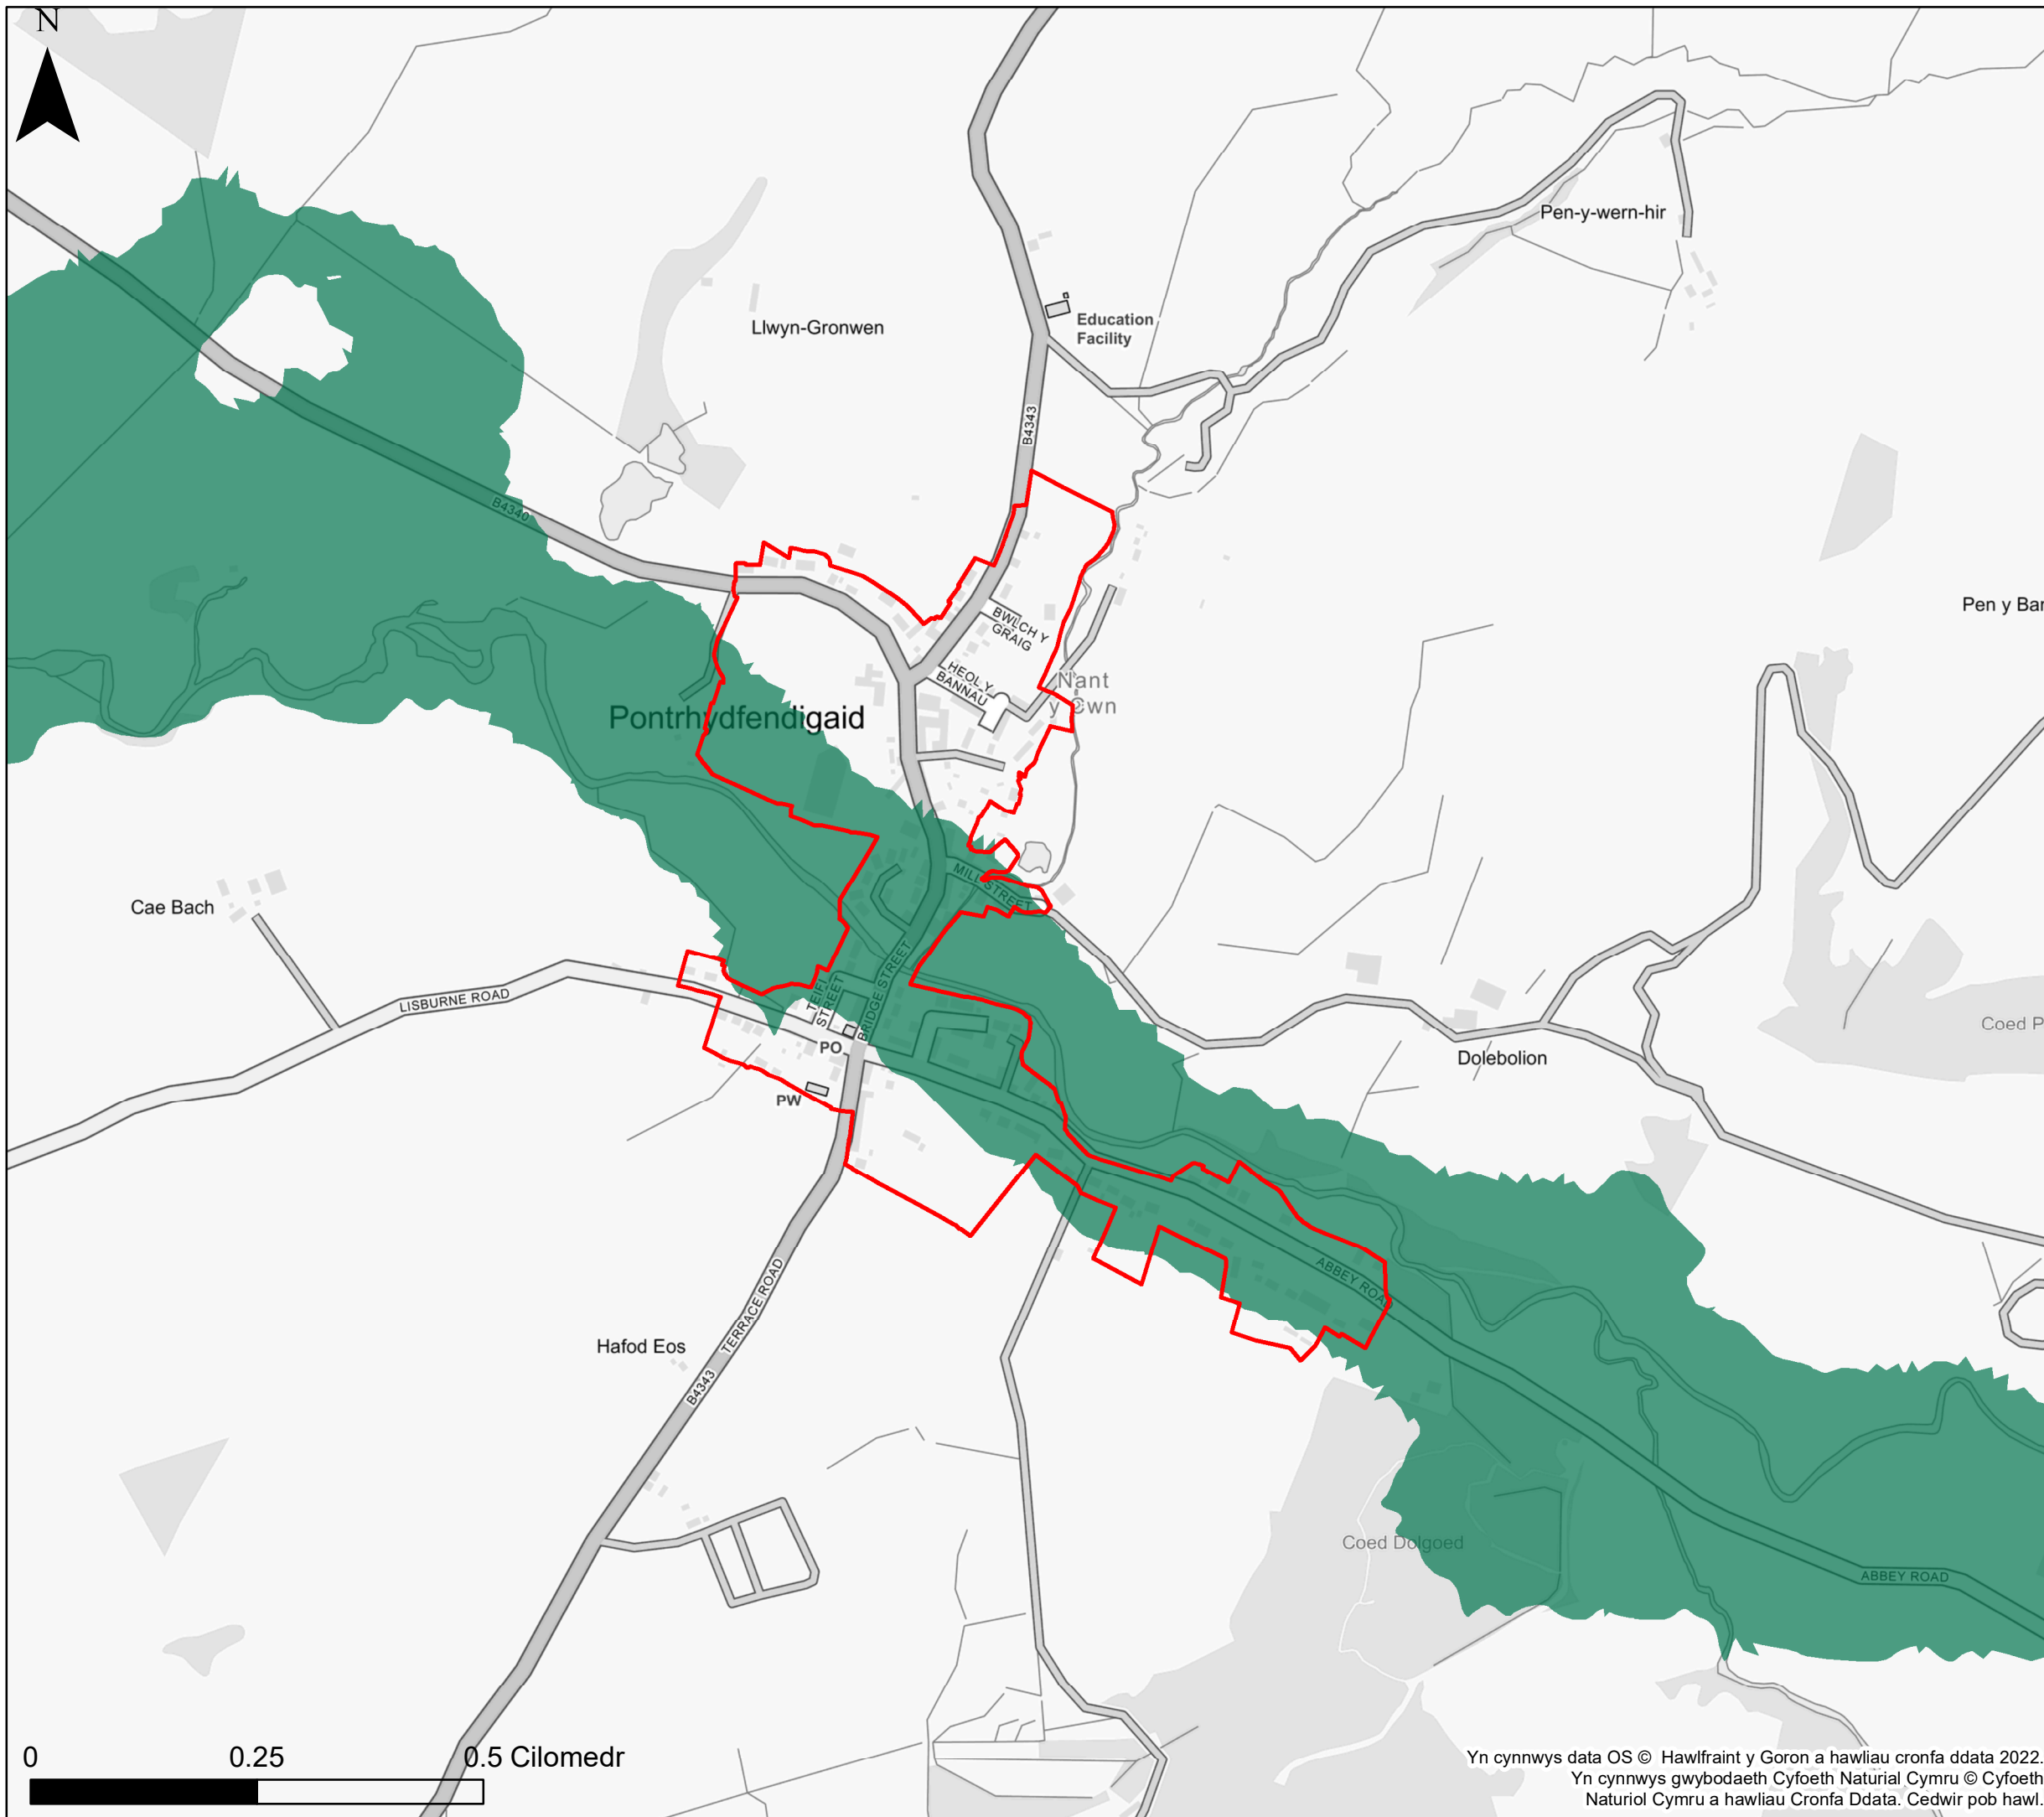 N
Pen-y-wern-hir
Education
Facility
Llwyn-Gronwen
B4343
B4340
Pen y Bar
BWLCH Y
GRAIG
HEOL Y
BANNAU
Nant
y Cwn
Pontrhydfendigaid
MILL STREET
Cae Bach
LISBURNE ROAD
TEIFI
STREET
BRIDGE STREET
Coed P
PO
Dolebolion
PW
ABBEY ROAD
TERRACE ROAD
Hafod Eos
B4343
Coed Dolgoed
ABBEY ROAD
0 0.25 0.5 Cilomedr
Yn cynnwys data OS © Hawlfraint y Goron a hawliau cronfa ddata 2022.
Yn cynnwys gwybodaeth Cyfoeth Naturial Cymru © Cyfoeth
Naturiol Cymru a hawliau Cronfa Ddata. Cedwir pob hawl.